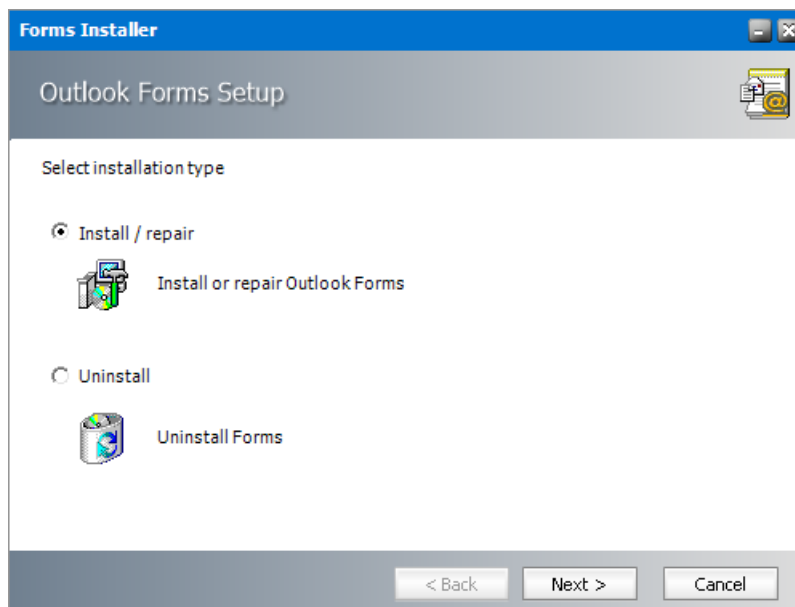 Forms Installer
Outlook Forms Setup
Select installation type
Install / repair
Install or repair Outlook Forms
Uninstall
Uninstall Forms
< Back
Next >
Cancel